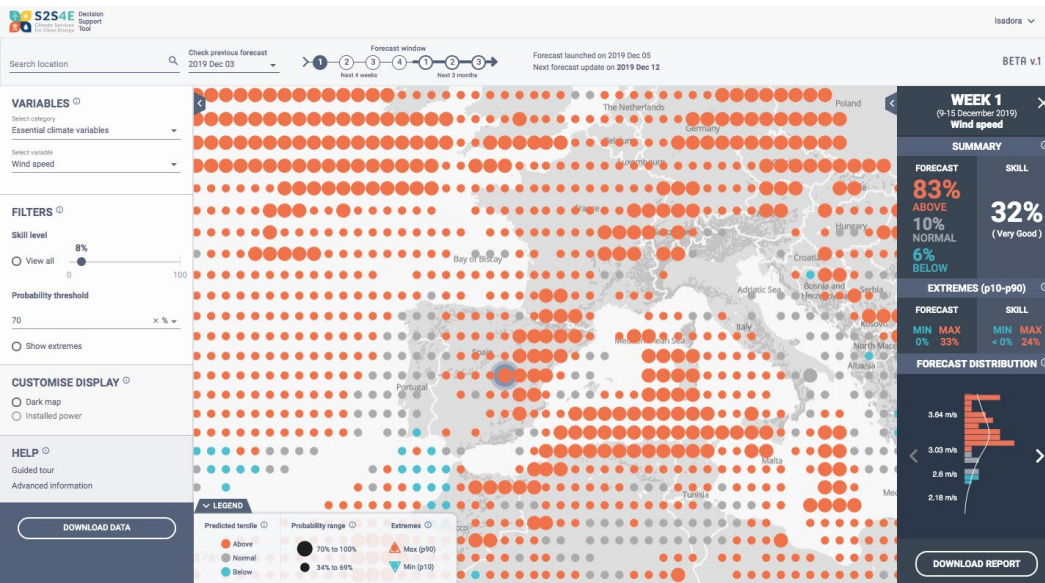 S2S4E
Climate Services
for Clean Energy
Decision
Support
Tool
Isadora
Search location
Check previous forecast
2019 Dec 03
Forecast window
1 2 3 4 1 2 3
Next 4 weeks
Next 3 months
Forecast launched on 2019 Dec 05
Next forecast update on 2019 Dec 12
BETA v.1
VARIABLES
Select category
Essential climate variables
Select variable
Wind speed
FILTERS
Skill level
8%
View all
0 100
Probability threshold
70 × %
Show extremes
CUSTOMISE DISPLAY
Dark map
Installed power
HELP
Guided tour
Advanced information
DOWNLOAD DATA
The Netherlands
Poland
Germany
Luxembourg
France
Hungary
Bay of Biscay
Croatia
Bosnia and
Herzegovina
Serbia
Adriatic Sea
Italy
Kosovo
North Mace
Albania
Mediterranean Sea
Spain
Portugal
Malta
Tunisia
Med
LEGEND
Predicted tercile
Above
Normal
Below
Probability range
70% to 100%
34% to 69%
Extremes
Max (p90)
Min (p10)
WEEK 1
(9-15 December 2019)
Wind speed
SUMMARY
FORECAST SKILL
83%
ABOVE
10%
NORMAL
6%
BELOW
32%
( Very Good )
EXTREMES (p10-p90)
FORECAST SKILL
MIN MAX MIN MAX
0% 33% < 0% 24%
FORECAST DISTRIBUTION
3.64 m/s
3.03 m/s
2.6 m/s
2.18 m/s
DOWNLOAD REPORT